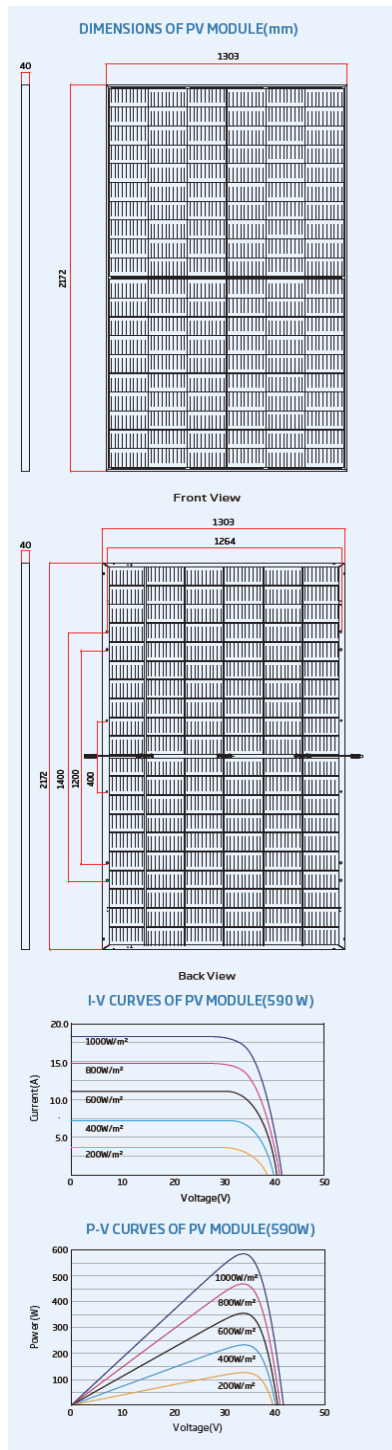 DIMENSIONS OF PV MODULE(mm)
40
1303
2172
Front View
1303
40
1264
2172
1400
1200
400
Back View
I-V CURVES OF PV MODULE(590 W)
20.0
1000W/m²
15.0
800W/m²
Current(A)
10.0
600W/m²
400W/m²
5.0
200W/m²
0 10 20 30 40 50
Voltage(V)
P-V CURVES OF PV MODULE(590W)
600
500
1000W/m²
400
800W/m²
Power(W)
300
600W/m²
200
400W/m²
100
200W/m²
0 10 20 30 40 50
Voltage(V)